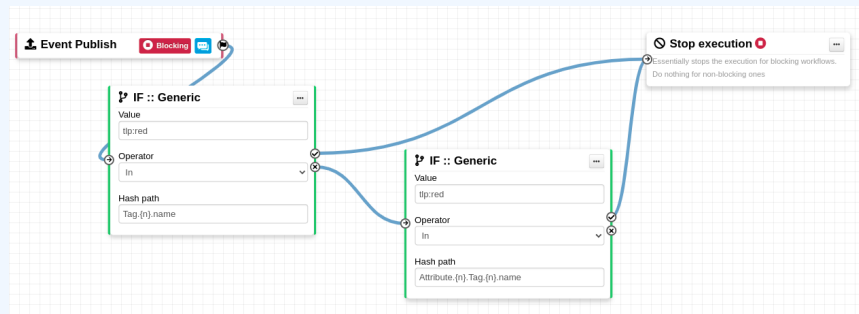 Event Publish
Blocking
Stop execution
Essentially stops the execution for blocking workflows.
Do nothing for non-blocking ones
IF :: Generic
Value
tlp:red
Operator
In
Hash path
Tag.{n}.name
IF :: Generic
Value
tlp:red
Operator
In
Hash path
Attribute.{n}.Tag.{n}.name